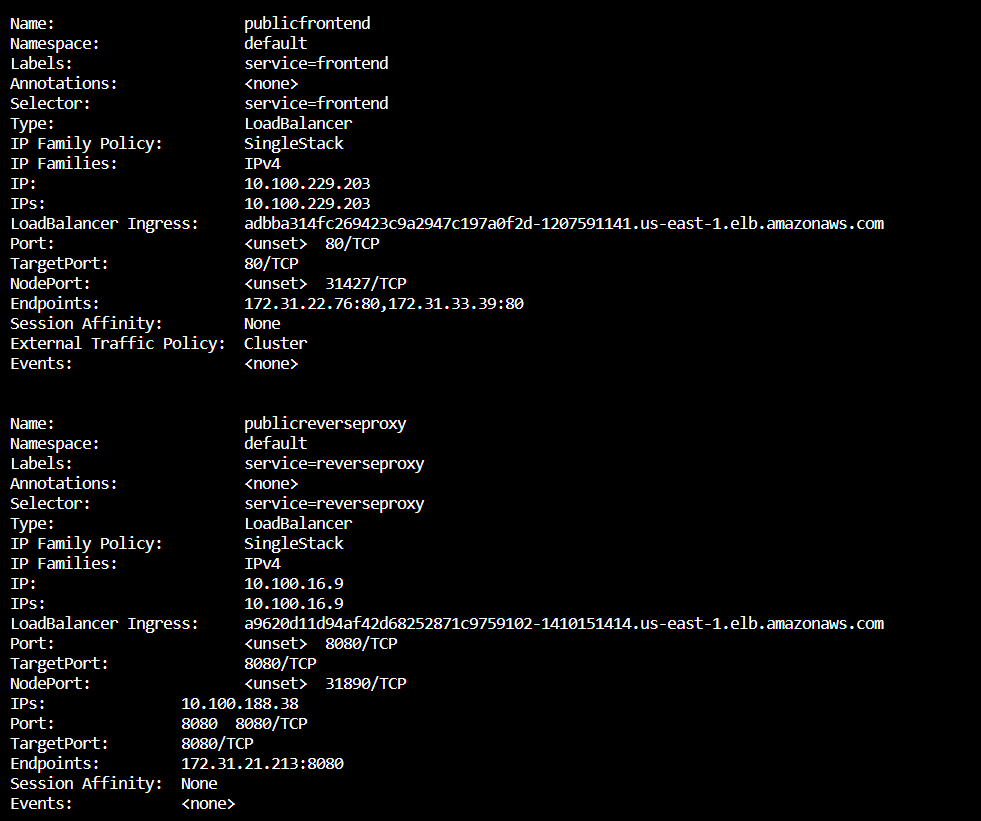 Name:                     publicfrontend
Namespace:                default
Labels:                   service=frontend
Annotations:              <none>
Selector:                 service=frontend
Type:                     LoadBalancer
IP Family Policy:         SingleStack
IP Families:              IPv4
IP:                       10.100.229.203
IPs:                      10.100.229.203
LoadBalancer Ingress:     adbba314fc269423c9a2947c197a0f2d-1207591141.us-east-1.elb.amazonaws.com
Port:                     <unset>  80/TCP
TargetPort:               80/TCP
NodePort:                 <unset>  31427/TCP
Endpoints:                172.31.22.76:80,172.31.33.39:80
Session Affinity:         None
External Traffic Policy:  Cluster
Events:                   <none>
Name:                     publicreverseproxy
Namespace:                default
Labels:                   service=reverseproxy
Annotations:              <none>
Selector:                 service=reverseproxy
Type:                     LoadBalancer
IP Family Policy:         SingleStack
IP Families:              IPv4
IP:                       10.100.16.9
IPs:                      10.100.16.9
LoadBalancer Ingress:     a9620d11d94af42d68252871c9759102-1410151414.us-east-1.elb.amazonaws.com
Port:                     <unset>  8080/TCP
TargetPort:               8080/TCP
NodePort:                 <unset>  31890/TCP
IPs:               10.100.188.38
Port:              8080  8080/TCP
TargetPort:        8080/TCP
Endpoints:         172.31.21.213:8080
Session Affinity:  None
Events:            <none>